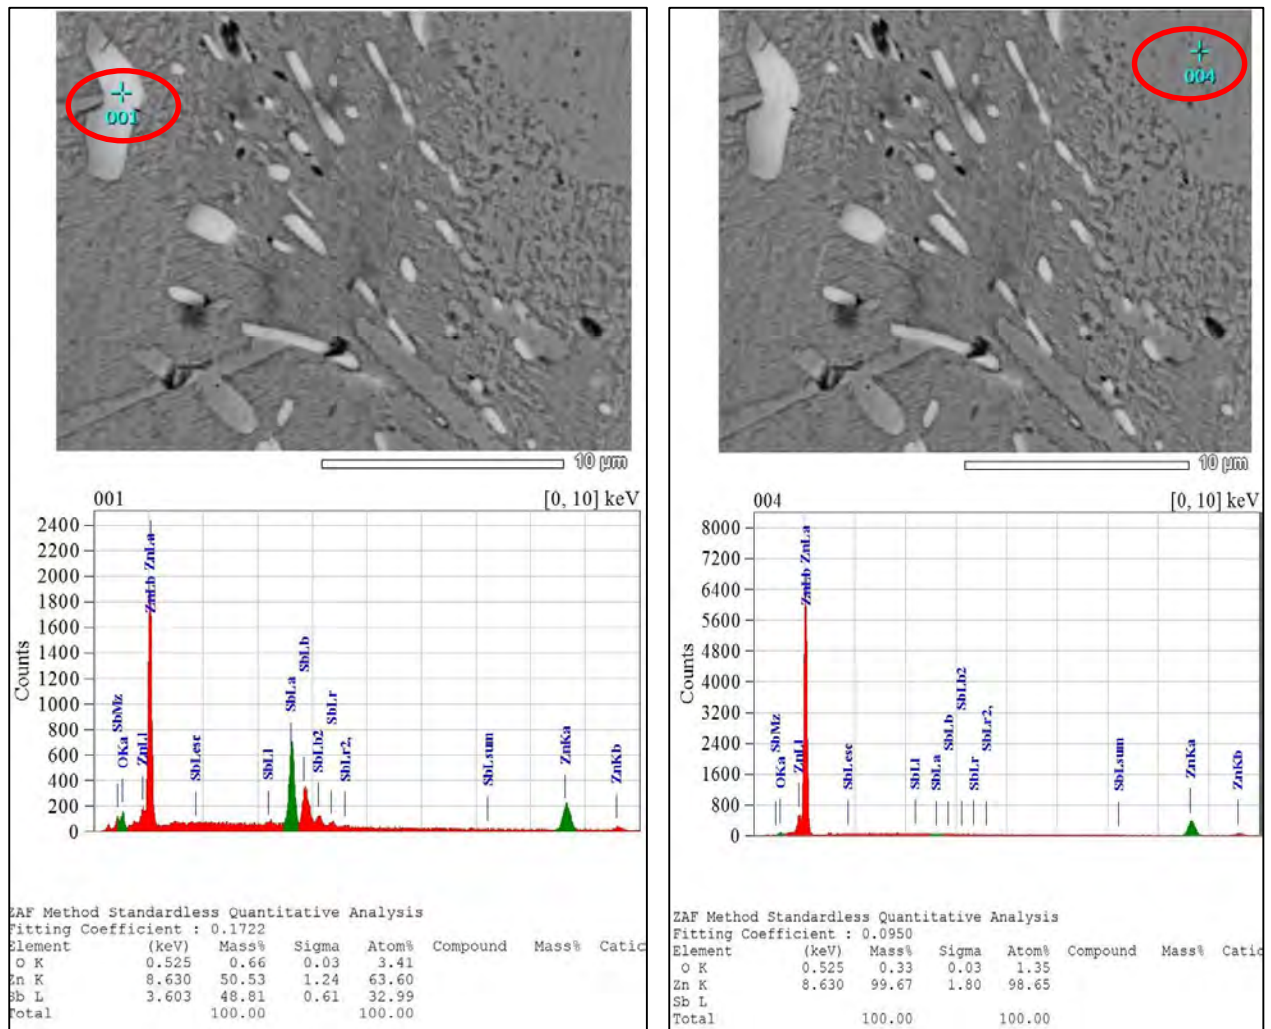 001
10 μm
001 [0, 10] keV
Counts
2400
2200
2000
1800
1600
1400
1200
1000
800
600
400
200
0
SbMz
OKa
ZnLl
ZnLb ZnLa
SbLesc
SbLl
SbLa
SbLb
SbLb2
SbLr
SbLr2,
SbLsum
ZnKa
ZnKb
ZAF Method Standardless Quantitative Analysis
Fitting Coefficient : 0.1722
Element (keV) Mass% Sigma Atom% Compound Mass% Catic
O K 0.525 0.66 0.03 3.41
Zn K 8.630 50.53 1.24 63.60
Sb L 3.603 48.81 0.61 32.99
Total 100.00 100.00
004
10 μm
004 [0, 10] keV
Counts
8000
7200
6400
5600
4800
4000
3200
2400
1600
800
0
SbMz
OKa
ZnLl
ZnLb ZnLa
SbLesc
SbLl
SbLa
SbLb
SbLb2
SbLr
SbLr2,
SbLsum
ZnKa
ZnKb
ZAF Method Standardless Quantitative Analysis
Fitting Coefficient : 0.0950
Element (keV) Mass% Sigma Atom% Compound Mass% Catic
O K 0.525 0.33 0.03 1.35
Zn K 8.630 99.67 1.80 98.65
Sb L
Total 100.00 100.00